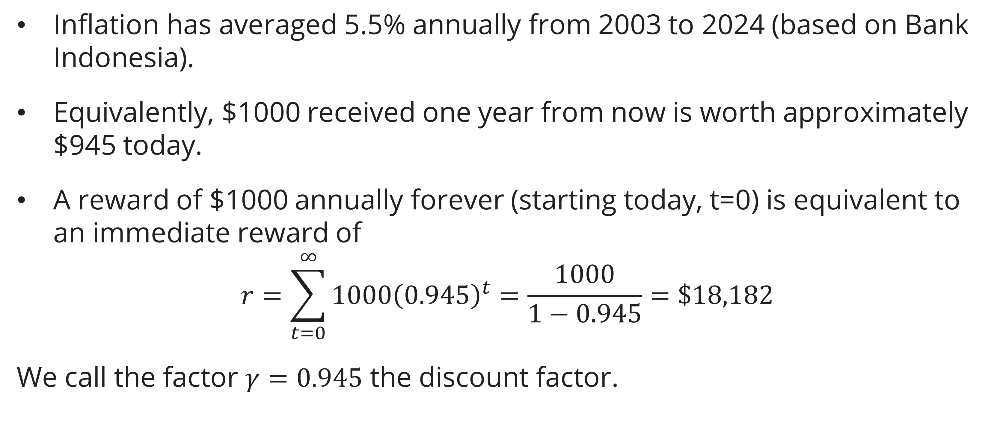 • Inflation has averaged 5.5% annually from 2003 to 2024 (based on Bank
Indonesia).
• Equivalently, $1000 received one year from now is worth approximately
$945 today.
• A reward of $1000 annually forever (starting today, t=0) is equivalent to
an immediate reward of
r = ∑_{t=0}^{∞} 1000(0.945)^t = \frac{1000}{1 − 0.945} = $18,182
We call the factor γ = 0.945 the discount factor.